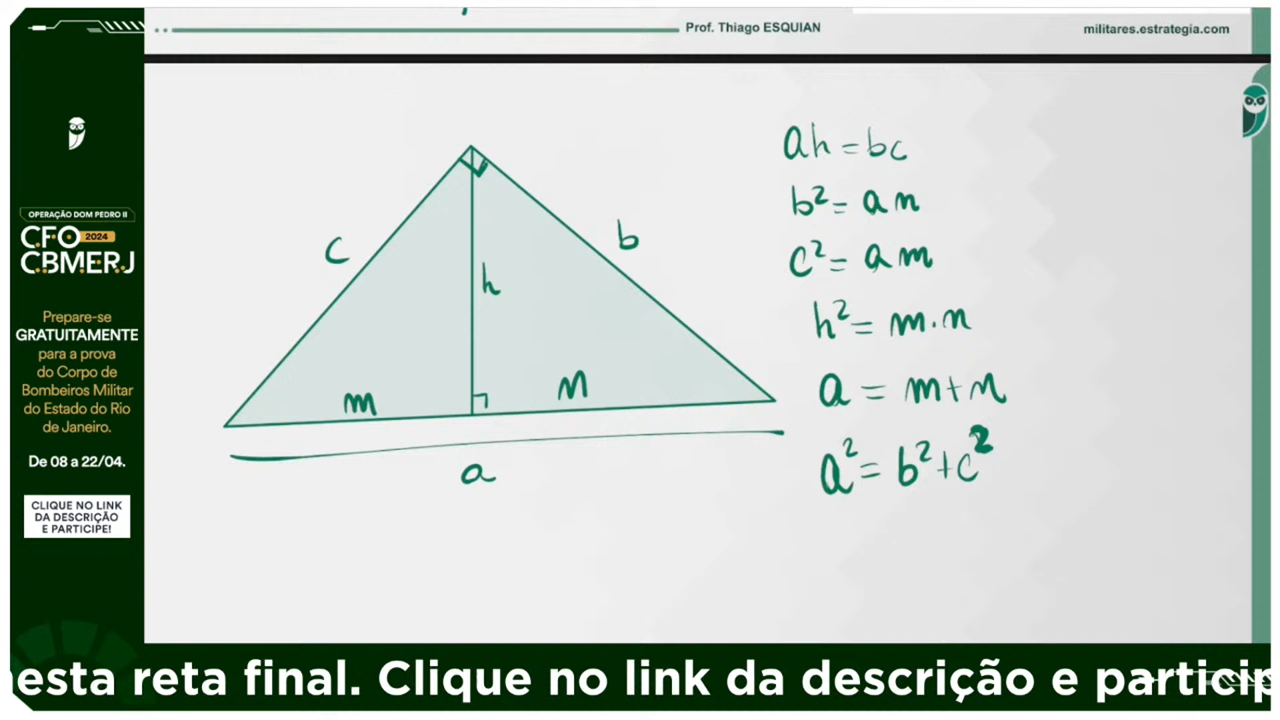 Prof. Thiago ESQUIAN
militares.estrategia.com
OPERAÇÃO DOM PEDRO II
CFO 2024
CBMERJ
Prepare-se
GRATUITAMENTE
para a prova
do Corpo de
Bombeiros Militar
do Estado do Rio
de Janeiro.
De 08 a 22/04.
CLIQUE NO LINK
DA DESCRIÇÃO
E PARTICIPE!
c
b
h
m
n
a
ah = bc
b² = an
c² = am
h² = m.n
a = m+n
a² = b²+c²
nesta reta final. Clique no link da descrição e particip